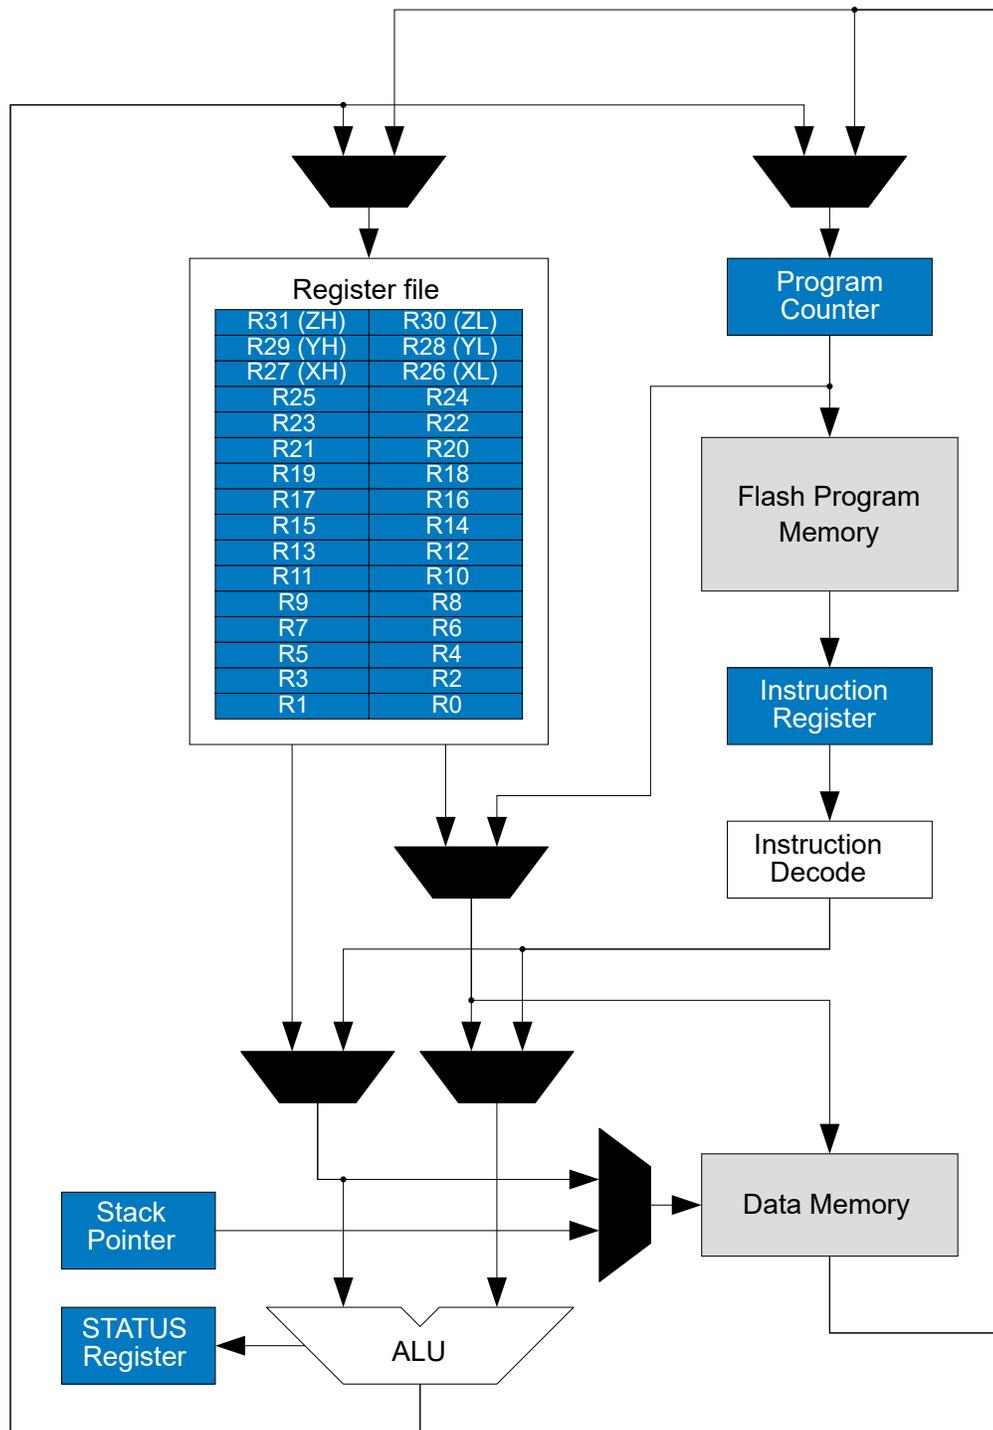 Register file
R31 (ZH) R30 (ZL)
R29 (YH) R28 (YL)
R27 (XH) R26 (XL)
R25 R24
R23 R22
R21 R20
R19 R18
R17 R16
R15 R14
R13 R12
R11 R10
R9 R8
R7 R6
R5 R4
R3 R2
R1 R0
Program
Counter
Flash Program
Memory
Instruction
Register
Instruction
Decode
Data Memory
Stack
Pointer
STATUS
Register
ALU